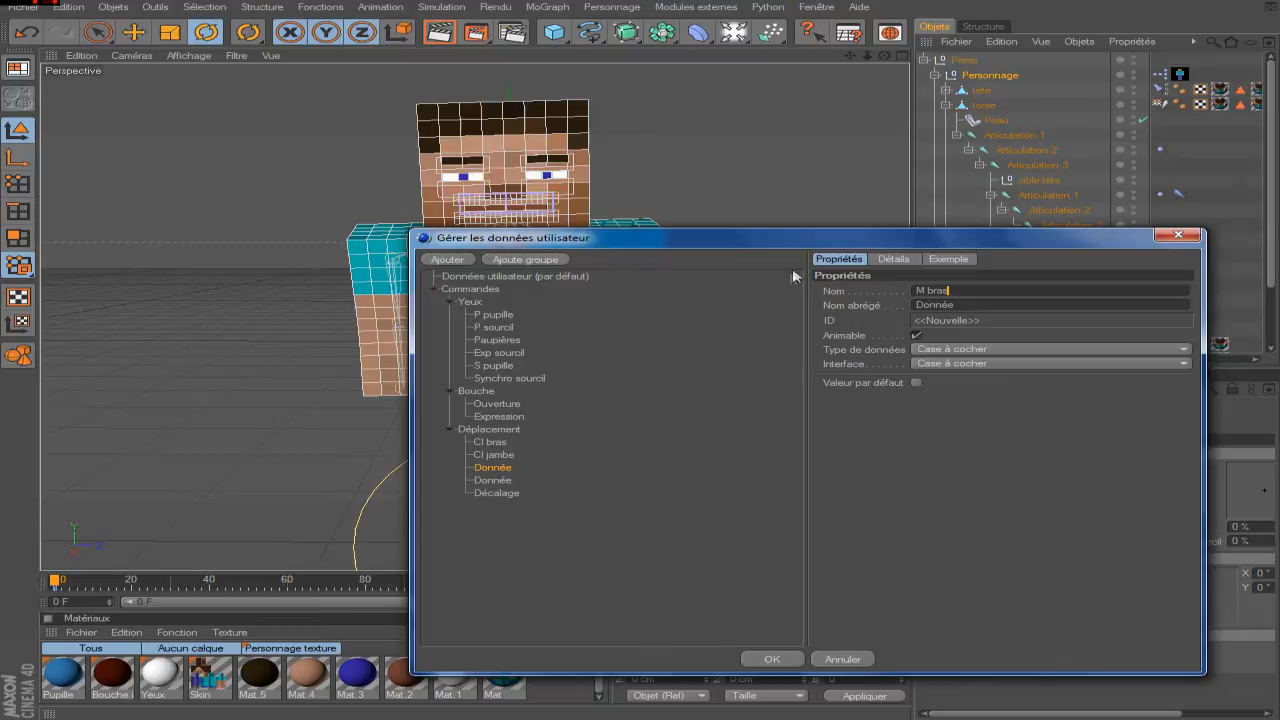 Fichier Edition Objets Outils Sélection Structure Fonctions Animation Simulation Rendu MoGraph Personnage Modules externes Python Fenêtre Aide
Edition Caméras Affichage Filtre Vue
Perspective
Objets Structure
Fichier Edition Vue Objets Propriétés
Perso
Personnage
tete
torse
Peau
Articulation 1
Articulation 2
Articulation 3
cible tete
Articulation 1
Articulation 2
Gérer les données utilisateur
Ajouter Ajoute groupe
Données utilisateur (par défaut)
Commandes
Yeux
P pupille
P sourcil
Paupières
Exp sourcil
S pupille
Synchro sourcil
Bouche
Ouverture
Expression
Déplacement
CI bras
CI jambe
Donnée
Donnée
Décalage
Propriétés Détails Exemple
Propriétés
Nom . . . . . . . . . . M bras
Nom abrégé . Donnée
ID <<Nouvelle>>
Animable . . . . . .
Type de données Case à cocher
Interface. . . . . . . Case à cocher
Valeur par défaut
OK Annuler
0 %
0 %
X 0 °
Y 0 °
0 20 40 60 80
0 F 0 F
Matériaux
Fichier Edition Fonction Texture
Tous Aucun calque Personnage texture
Pupille Bouche i Yeux Skin Mat.5 Mat.4 Mat.3 Mat.2 Mat.1 Mat
Objet (Rel) Taille Appliquer
MAXON
CINEMA 4D